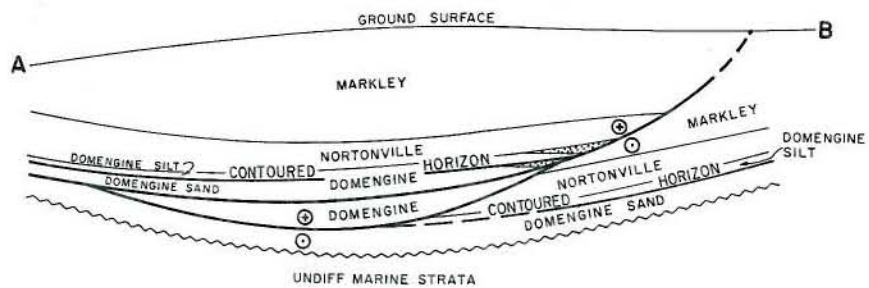 GROUND SURFACE
A
B
MARKLEY
MARKLEY
DOMENGINE SILT
NORTONVILLE
DOMENGINE SILT
CONTOURED HORIZON
DOMENGINE SAND
DOMENGINE
NORTONVILLE
DOMENGINE
CONTOURED HORIZON
DOMENGINE SAND
UNDIFF MARINE STRATA